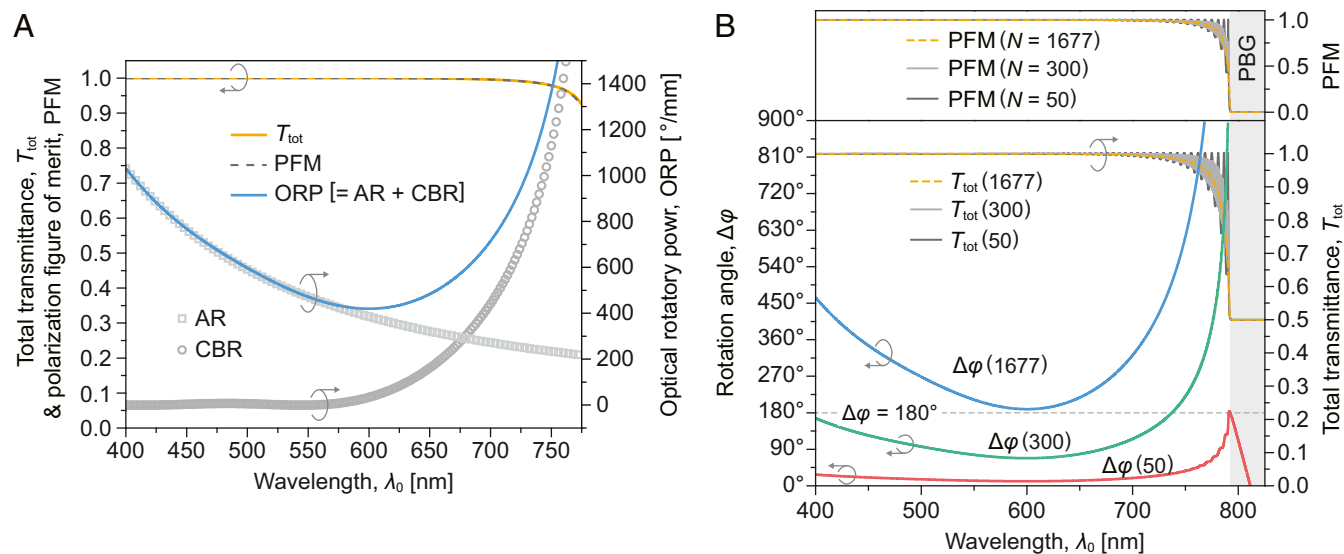 A
Total transmittance, Ttot
& polarization figure of merit, PFM
1.0
0.9
0.8
0.7
0.6
0.5
0.4
0.3
0.2
0.1
0.0
Ttot
PFM
ORP [= AR + CBR]
AR
CBR
1400
1200
1000
800
600
400
200
0
Optical rotatory powr, ORP [°/mm]
400 450 500 550 600 650 700 750
Wavelength, λ0 [nm]
B
PFM (N = 1677)
PFM (N = 300)
PFM (N = 50)
PBG
1.0
0.5
0.0
PFM
900°
810°
720°
630°
540°
450°
360°
270°
180°
90°
0°
Rotation angle, Δφ
Ttot (1677)
Ttot (300)
Ttot (50)
Δφ (1677)
Δφ = 180°
Δφ (300)
Δφ (50)
1.0
0.9
0.8
0.7
0.6
0.5
0.4
0.3
0.2
0.1
0.0
Total transmittance, Ttot
400 500 600 700 800
Wavelength, λ0 [nm]